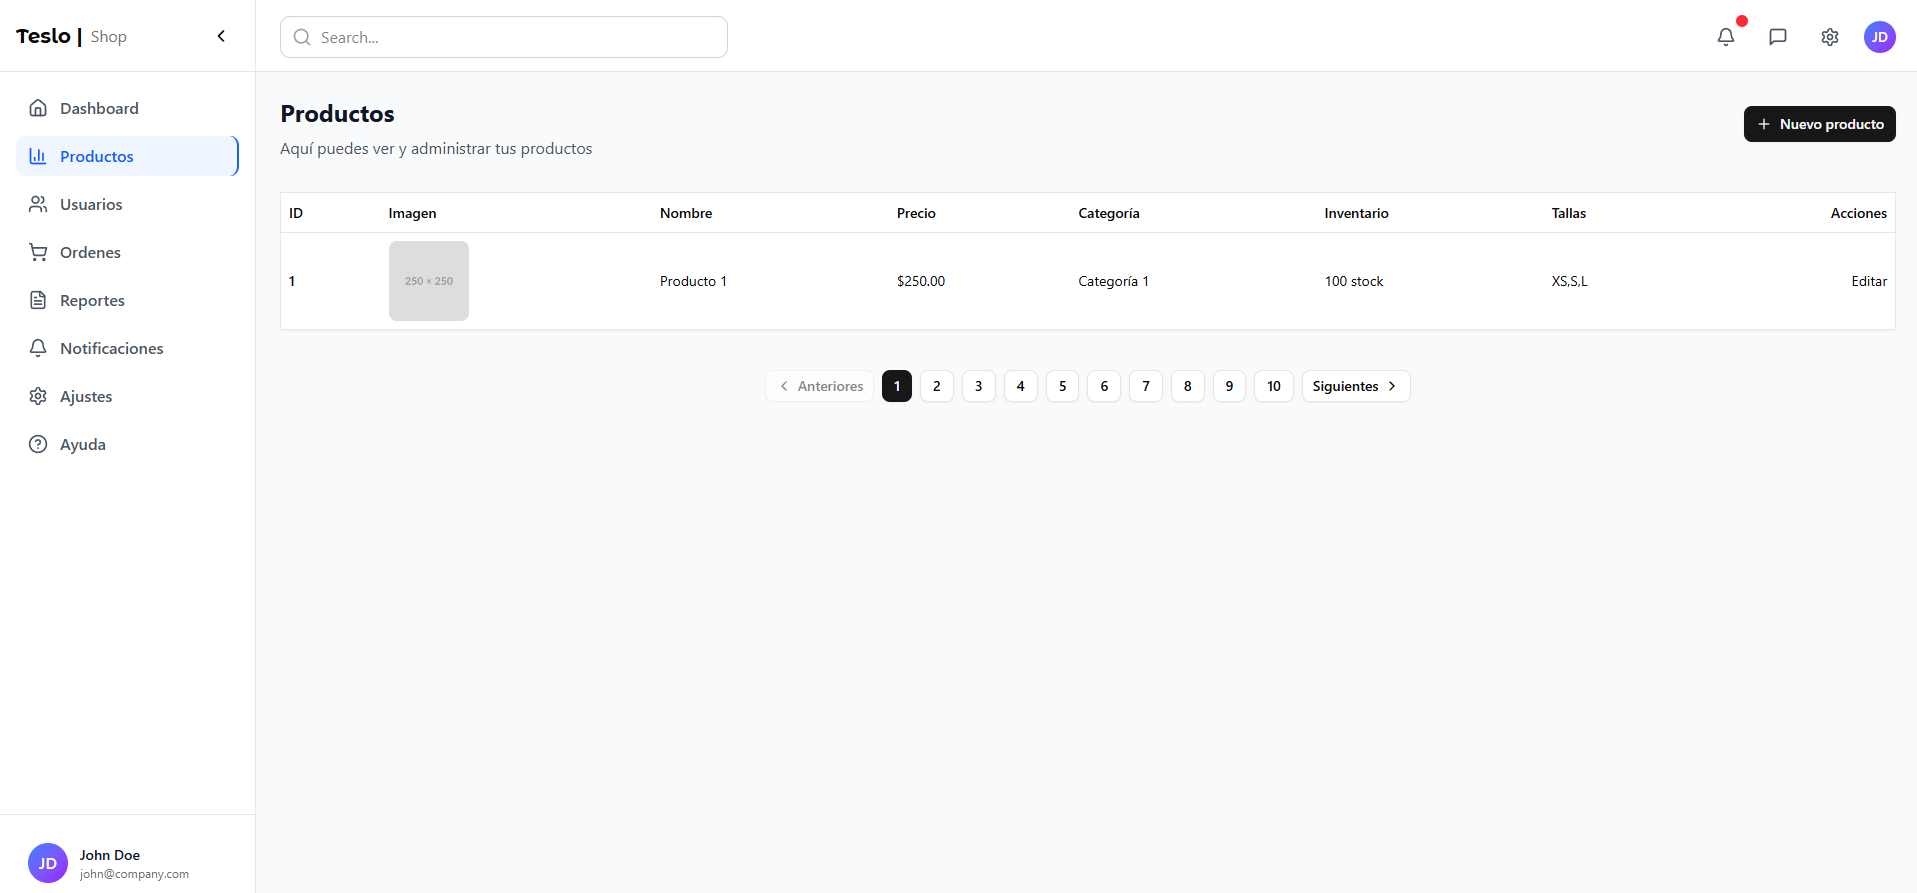 Teslo | Shop
Search...
JD
Dashboard
Productos
Usuarios
Ordenes
Reportes
Notificaciones
Ajustes
Ayuda
JD
John Doe
john@company.com
Productos
Aquí puedes ver y administrar tus productos
Nuevo producto
ID Imagen Nombre Precio Categoría Inventario Tallas Acciones
1 250 × 250 Producto 1 $250.00 Categoría 1 100 stock XS,S,L Editar
Anteriores 1 2 3 4 5 6 7 8 9 10 Siguientes